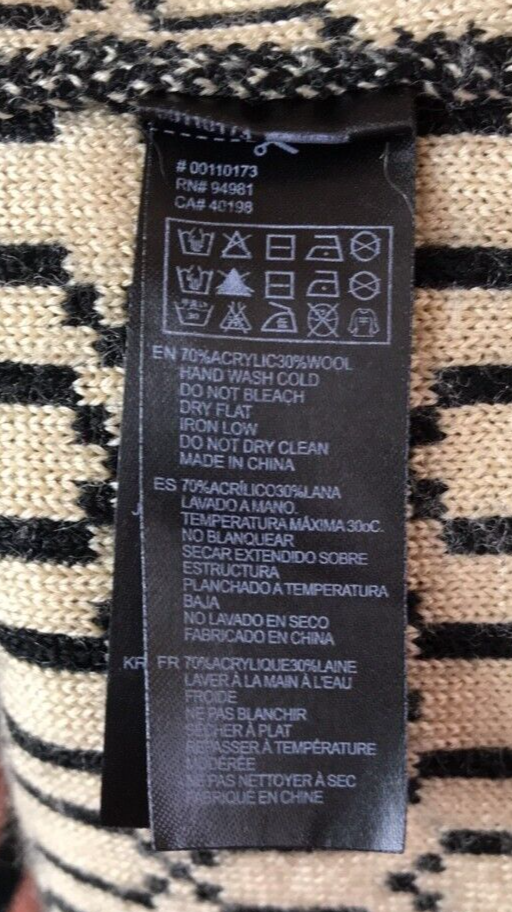 # 00110173
RN# 94981
CA# 40198
EN 70%ACRYLIC30%WOOL
HAND WASH COLD
DO NOT BLEACH
DRY FLAT
IRON LOW
DO NOT DRY CLEAN
MADE IN CHINA
ES 70%ACRÍLICO30%LANA
LAVADO A MANO.
TEMPERATURA MÁXIMA 30oC.
NO BLANQUEAR
SECAR EXTENDIDO SOBRE
ESTRUCTURA
PLANCHADO A TEMPERATURA
BAJA
NO LAVADO EN SECO
FABRICADO EN CHINA
KR
FR 70%ACRYLIQUE30%LAINE
LAVER À LA MAIN À L'EAU
FROIDE
NE PAS BLANCHIR
SÉCHER À PLAT
REPASSER À TEMPÉRATURE
MODÉRÉE
NE PAS NETTOYER À SEC
FABRIQUÉ EN CHINE